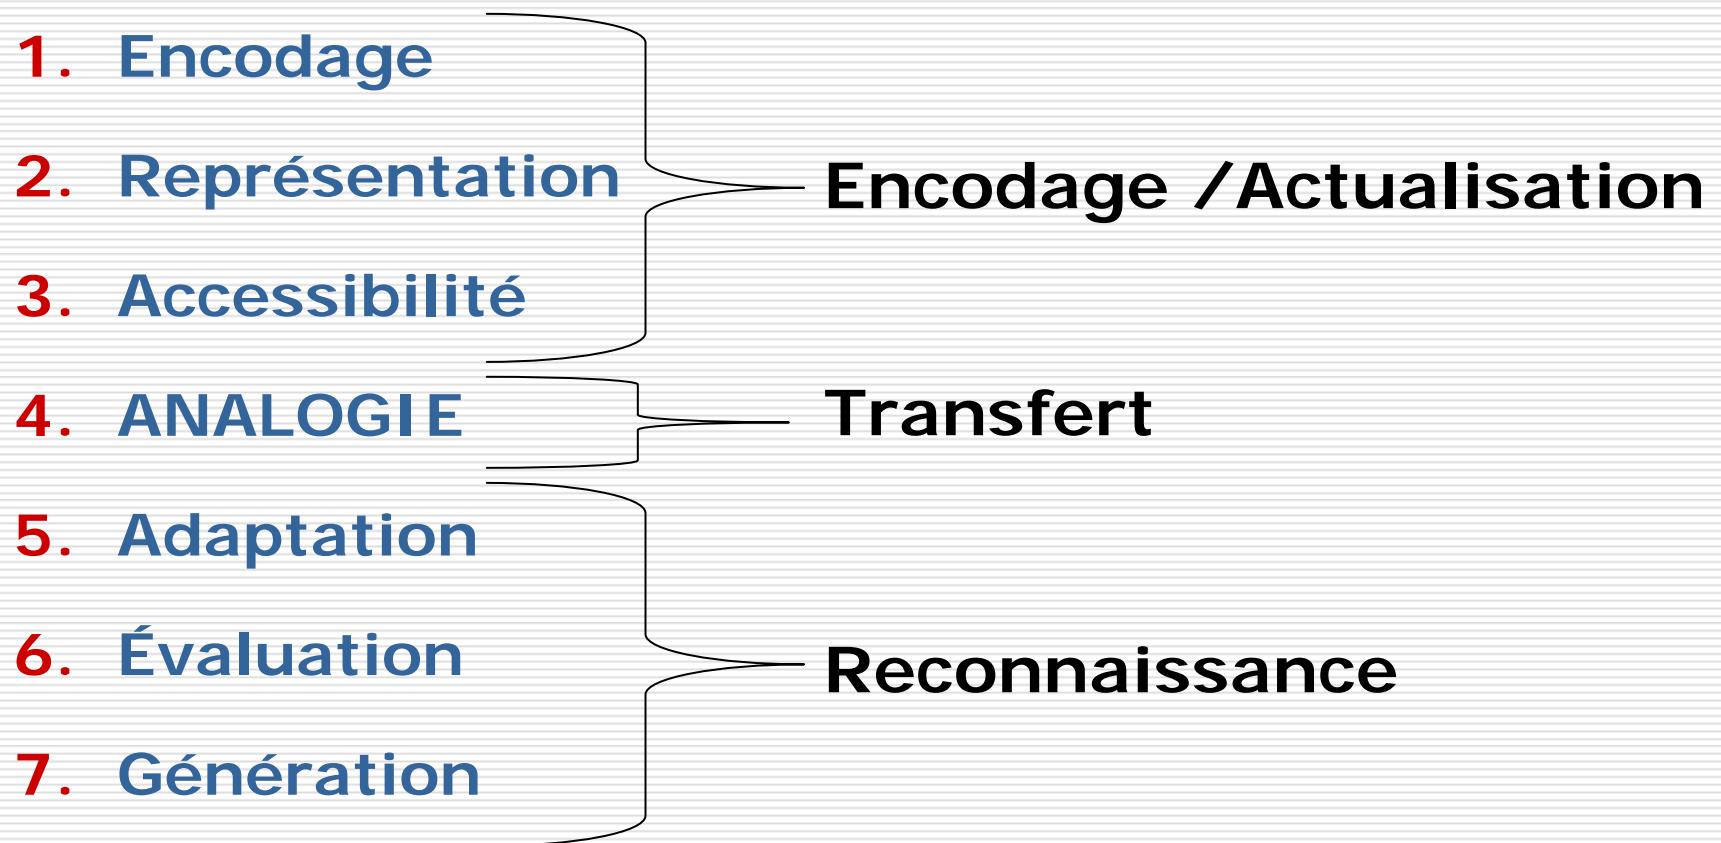 1. Encodage
2. Représentation
3. Accessibilité
Encodage /Actualisation
4. ANALOGIE
Transfert
5. Adaptation
6. Évaluation
7. Génération
Reconnaissance